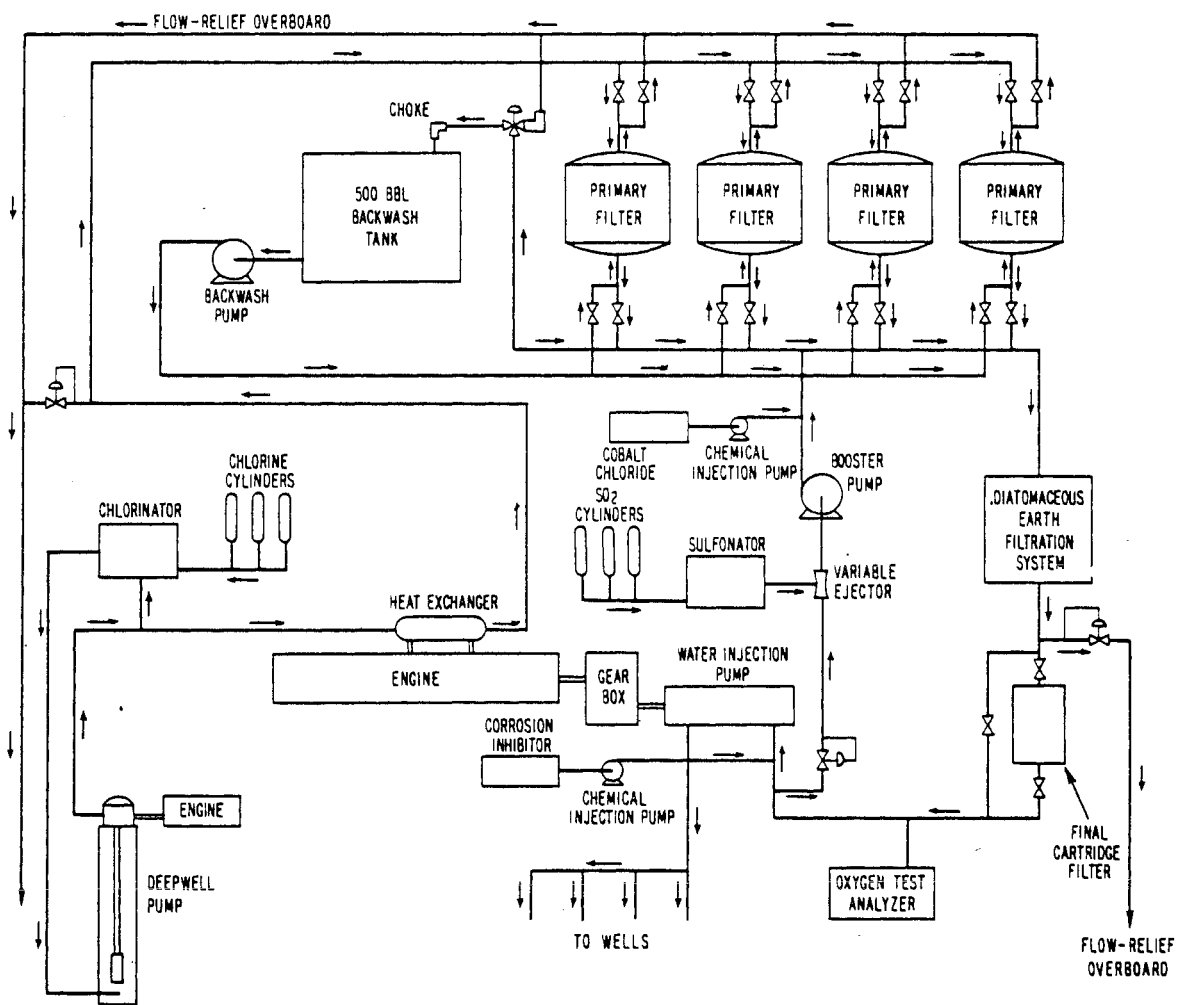 FLOW-RELIEF OVERBOARD
CHOKE
500 BBL
BACKWASH
TANK
PRIMARY
FILTER
PRIMARY
FILTER
PRIMARY
FILTER
PRIMARY
FILTER
BACKWASH
PUMP
COBALT
CHLORIDE
CHEMICAL
INJECTION PUMP
BOOSTER
PUMP
CHLORINE
CYLINDERS
CHLORINATOR
SO2
CYLINDERS
SULFONATOR
VARIABLE
EJECTOR
DIATOMACEOUS
EARTH
FILTRATION
SYSTEM
HEAT EXCHANGER
ENGINE
GEAR
BOX
WATER INJECTION
PUMP
CORROSION
INHIBITOR
CHEMICAL
INJECTION PUMP
ENGINE
DEEPWELL
PUMP
FINAL
CARTRIDGE
FILTER
OXYGEN TEST
ANALYZER
TO WELLS
FLOW-RELIEF
OVERBOARD